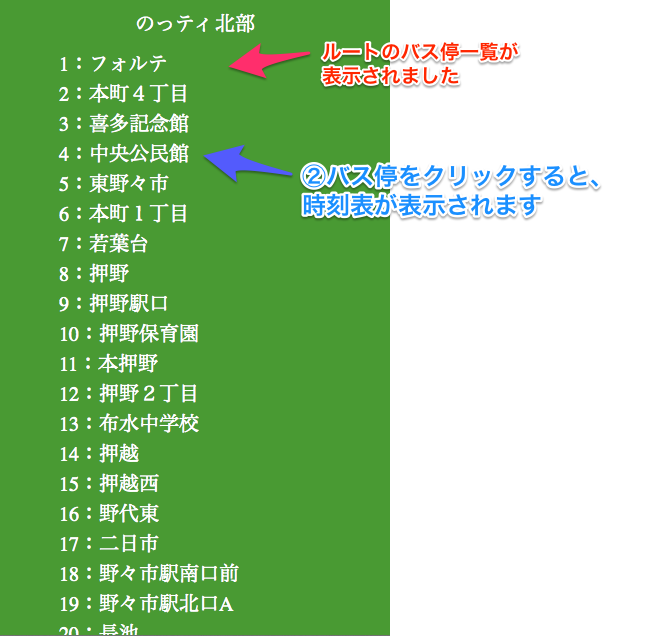 のっティ北部
1：フォルテ
2：本町４丁目
3：喜多記念館
4：中央公民館
5：東野々市
6：本町１丁目
7：若葉台
8：押野
9：押野駅口
10：押野保育園
11：本押野
12：押野２丁目
13：布水中学校
14：押越
15：押越西
16：野代東
17：二日市
18：野々市駅南口前
19：野々市駅北口A
20：長池
ルートのバス停一覧が
表示されました
②バス停をクリックすると、
時刻表が表示されます